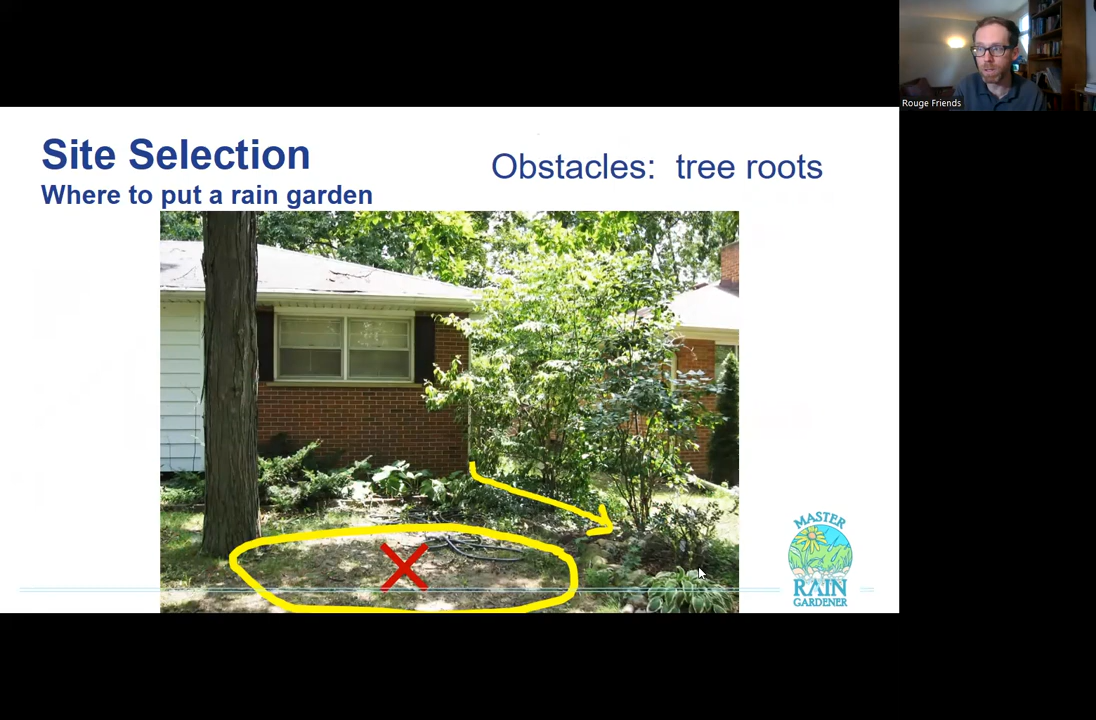 Rouge Friends
Site Selection
Where to put a rain garden
Obstacles: tree roots
MASTER
RAIN
GARDENER